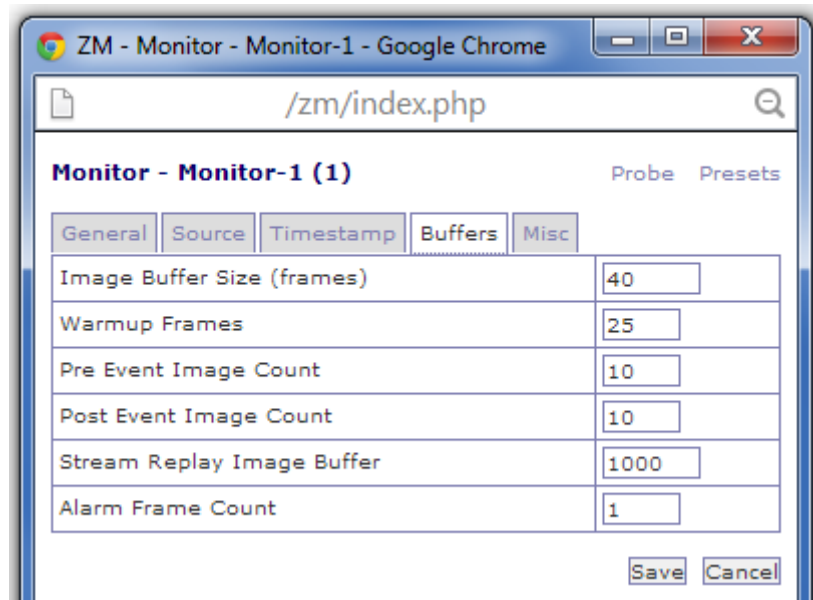 ZM - Monitor - Monitor-1 - Google Chrome
/zm/index.php
Monitor - Monitor-1 (1) Probe Presets
General Source Timestamp Buffers Misc
Image Buffer Size (frames) 40
Warmup Frames 25
Pre Event Image Count 10
Post Event Image Count 10
Stream Replay Image Buffer 1000
Alarm Frame Count 1
Save Cancel